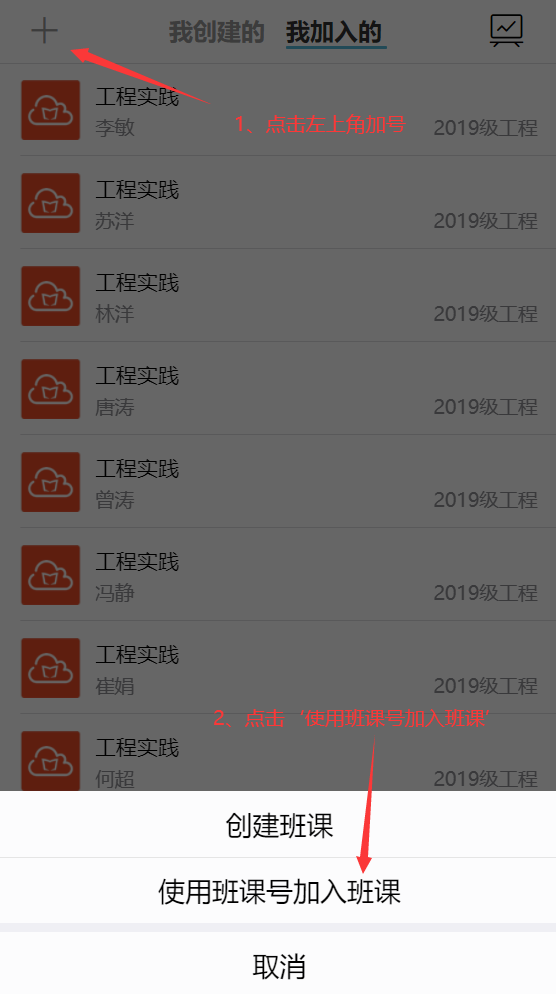 我创建的 我加入的
工程实践
1、点击左上角加号
李敏 2019级工程
工程实践
苏洋 2019级工程
工程实践
林洋 2019级工程
工程实践
唐涛 2019级工程
工程实践
曾涛 2019级工程
工程实践
冯静 2019级工程
工程实践
崔娟 2019级工程
2、点击‘使用班课号加入班课’
工程实践
何超 2019级工程
创建班课
使用班课号加入班课
取消